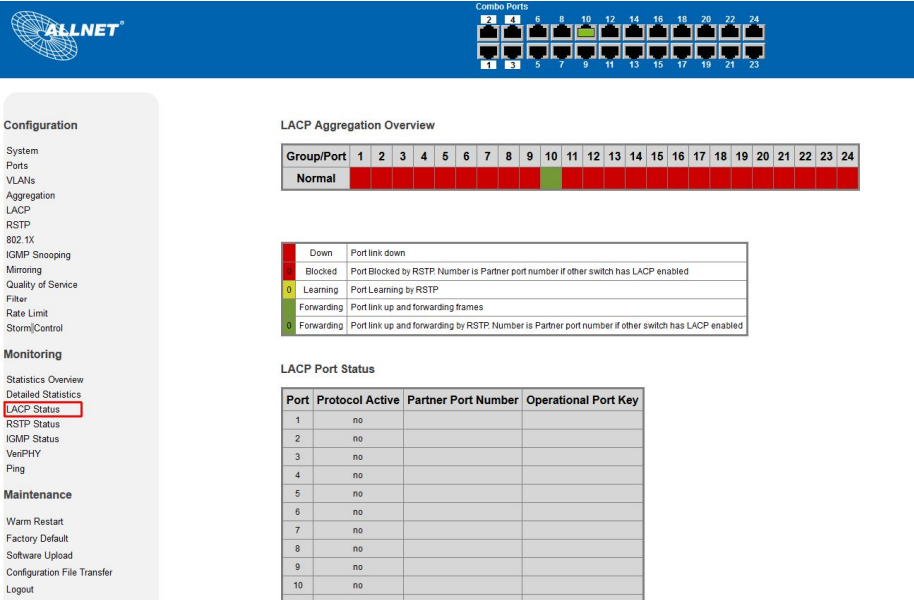 ALLNET®
Combo Ports
2 4 6 8 10 12 14 16 18 20 22 24
1 3 5 7 9 11 13 15 17 19 21 23
Configuration
System
Ports
VLANs
Aggregation
LACP
RSTP
802.1X
IGMP Snooping
Mirroring
Quality of Service
Filter
Rate Limit
Storm Control
Monitoring
Statistics Overview
Detailed Statistics
LACP Status
RSTP Status
IGMP Status
VeriPHY
Ping
Maintenance
Warm Restart
Factory Default
Software Upload
Configuration File Transfer
Logout
LACP Aggregation Overview
Group/Port 1 2 3 4 5 6 7 8 9 10 11 12 13 14 15 16 17 18 19 20 21 22 23 24
Normal
Down Port link down
0 Blocked Port Blocked by RSTP. Number is Partner port number if other switch has LACP enabled
0 Learning Port Learning by RSTP
Forwarding Port link up and forwarding frames
0 Forwarding Port link up and forwarding by RSTP. Number is Partner port number if other switch has LACP enabled
LACP Port Status
Port Protocol Active Partner Port Number Operational Port Key
1 no
2 no
3 no
4 no
5 no
6 no
7 no
8 no
9 no
10 no